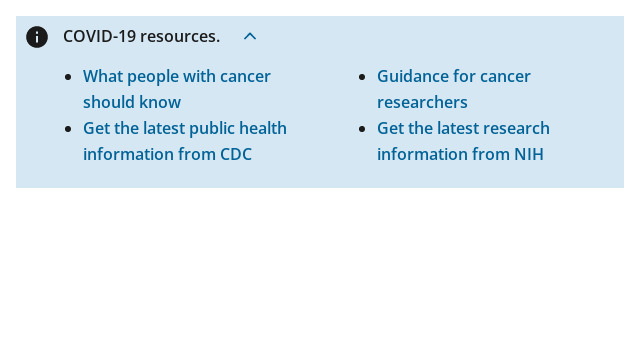 COVID-19 resources.
What people with cancer
should know
Get the latest public health
information from CDC
Guidance for cancer
researchers
Get the latest research
information from NIH